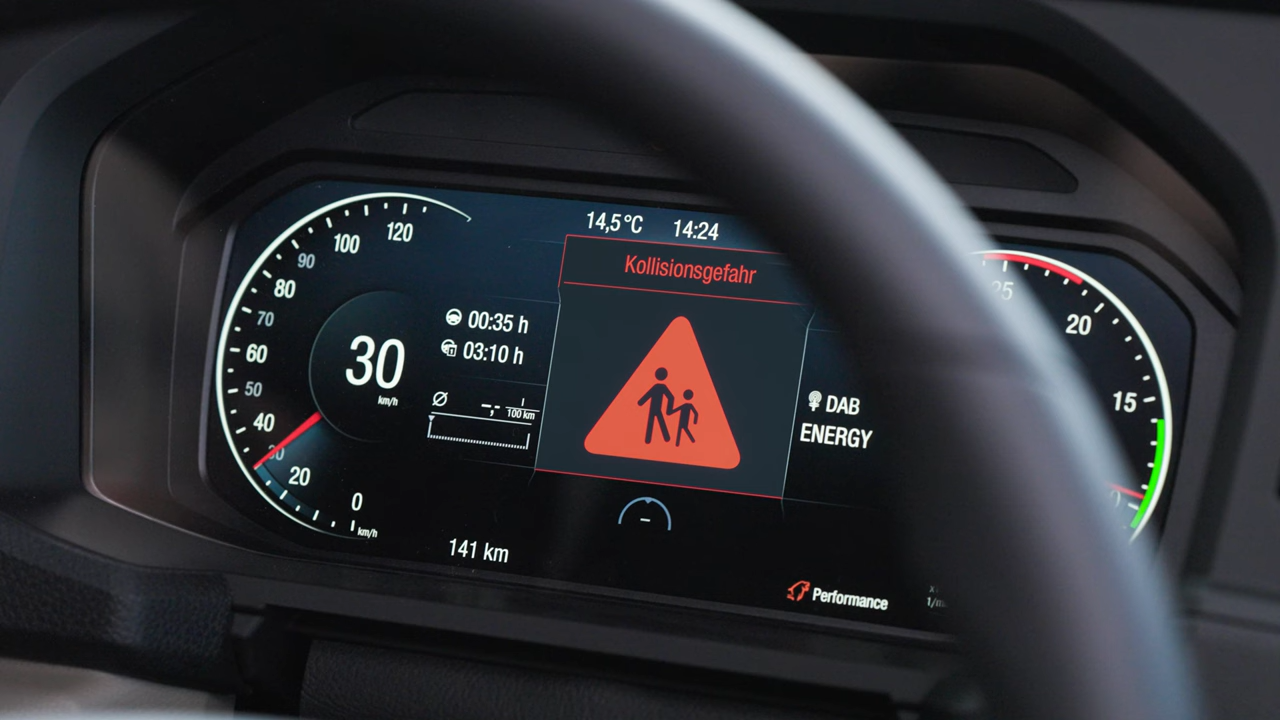 14,5°C 14:24
Kollisionsgefahr
120
100
90
80
70
60
50
40
30
20
0
km/h
30
km/h
00:35 h
03:10 h
Ø -,-
100 km
DAB
ENERGY
25
20
15
141 km
Performance